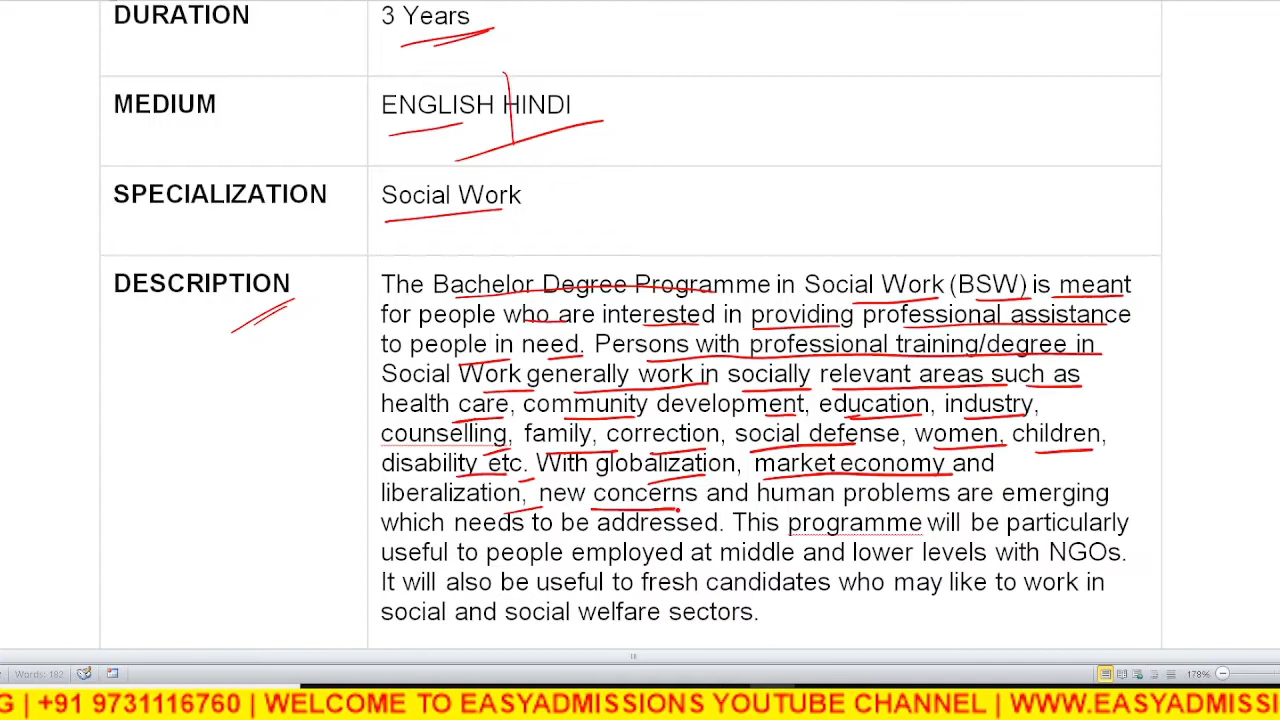 DURATION
3 Years
MEDIUM
ENGLISH HINDI
SPECIALIZATION
Social Work
DESCRIPTION
The Bachelor Degree Programme in Social Work (BSW) is meant
for people who are interested in providing professional assistance
to people in need. Persons with professional training/degree in
Social Work generally work in socially relevant areas such as
health care, community development, education, industry,
counselling, family, correction, social defense, women, children,
disability etc. With globalization, market economy and
liberalization, new concerns and human problems are emerging
which needs to be addressed. This programme will be particularly
useful to people employed at middle and lower levels with NGOs.
It will also be useful to fresh candidates who may like to work in
social and social welfare sectors.
Words: 182
178%
G | +91 9731116760 | WELCOME TO EASYADMISSIONS YOUTUBE CHANNEL | WWW.EASYADMISSI